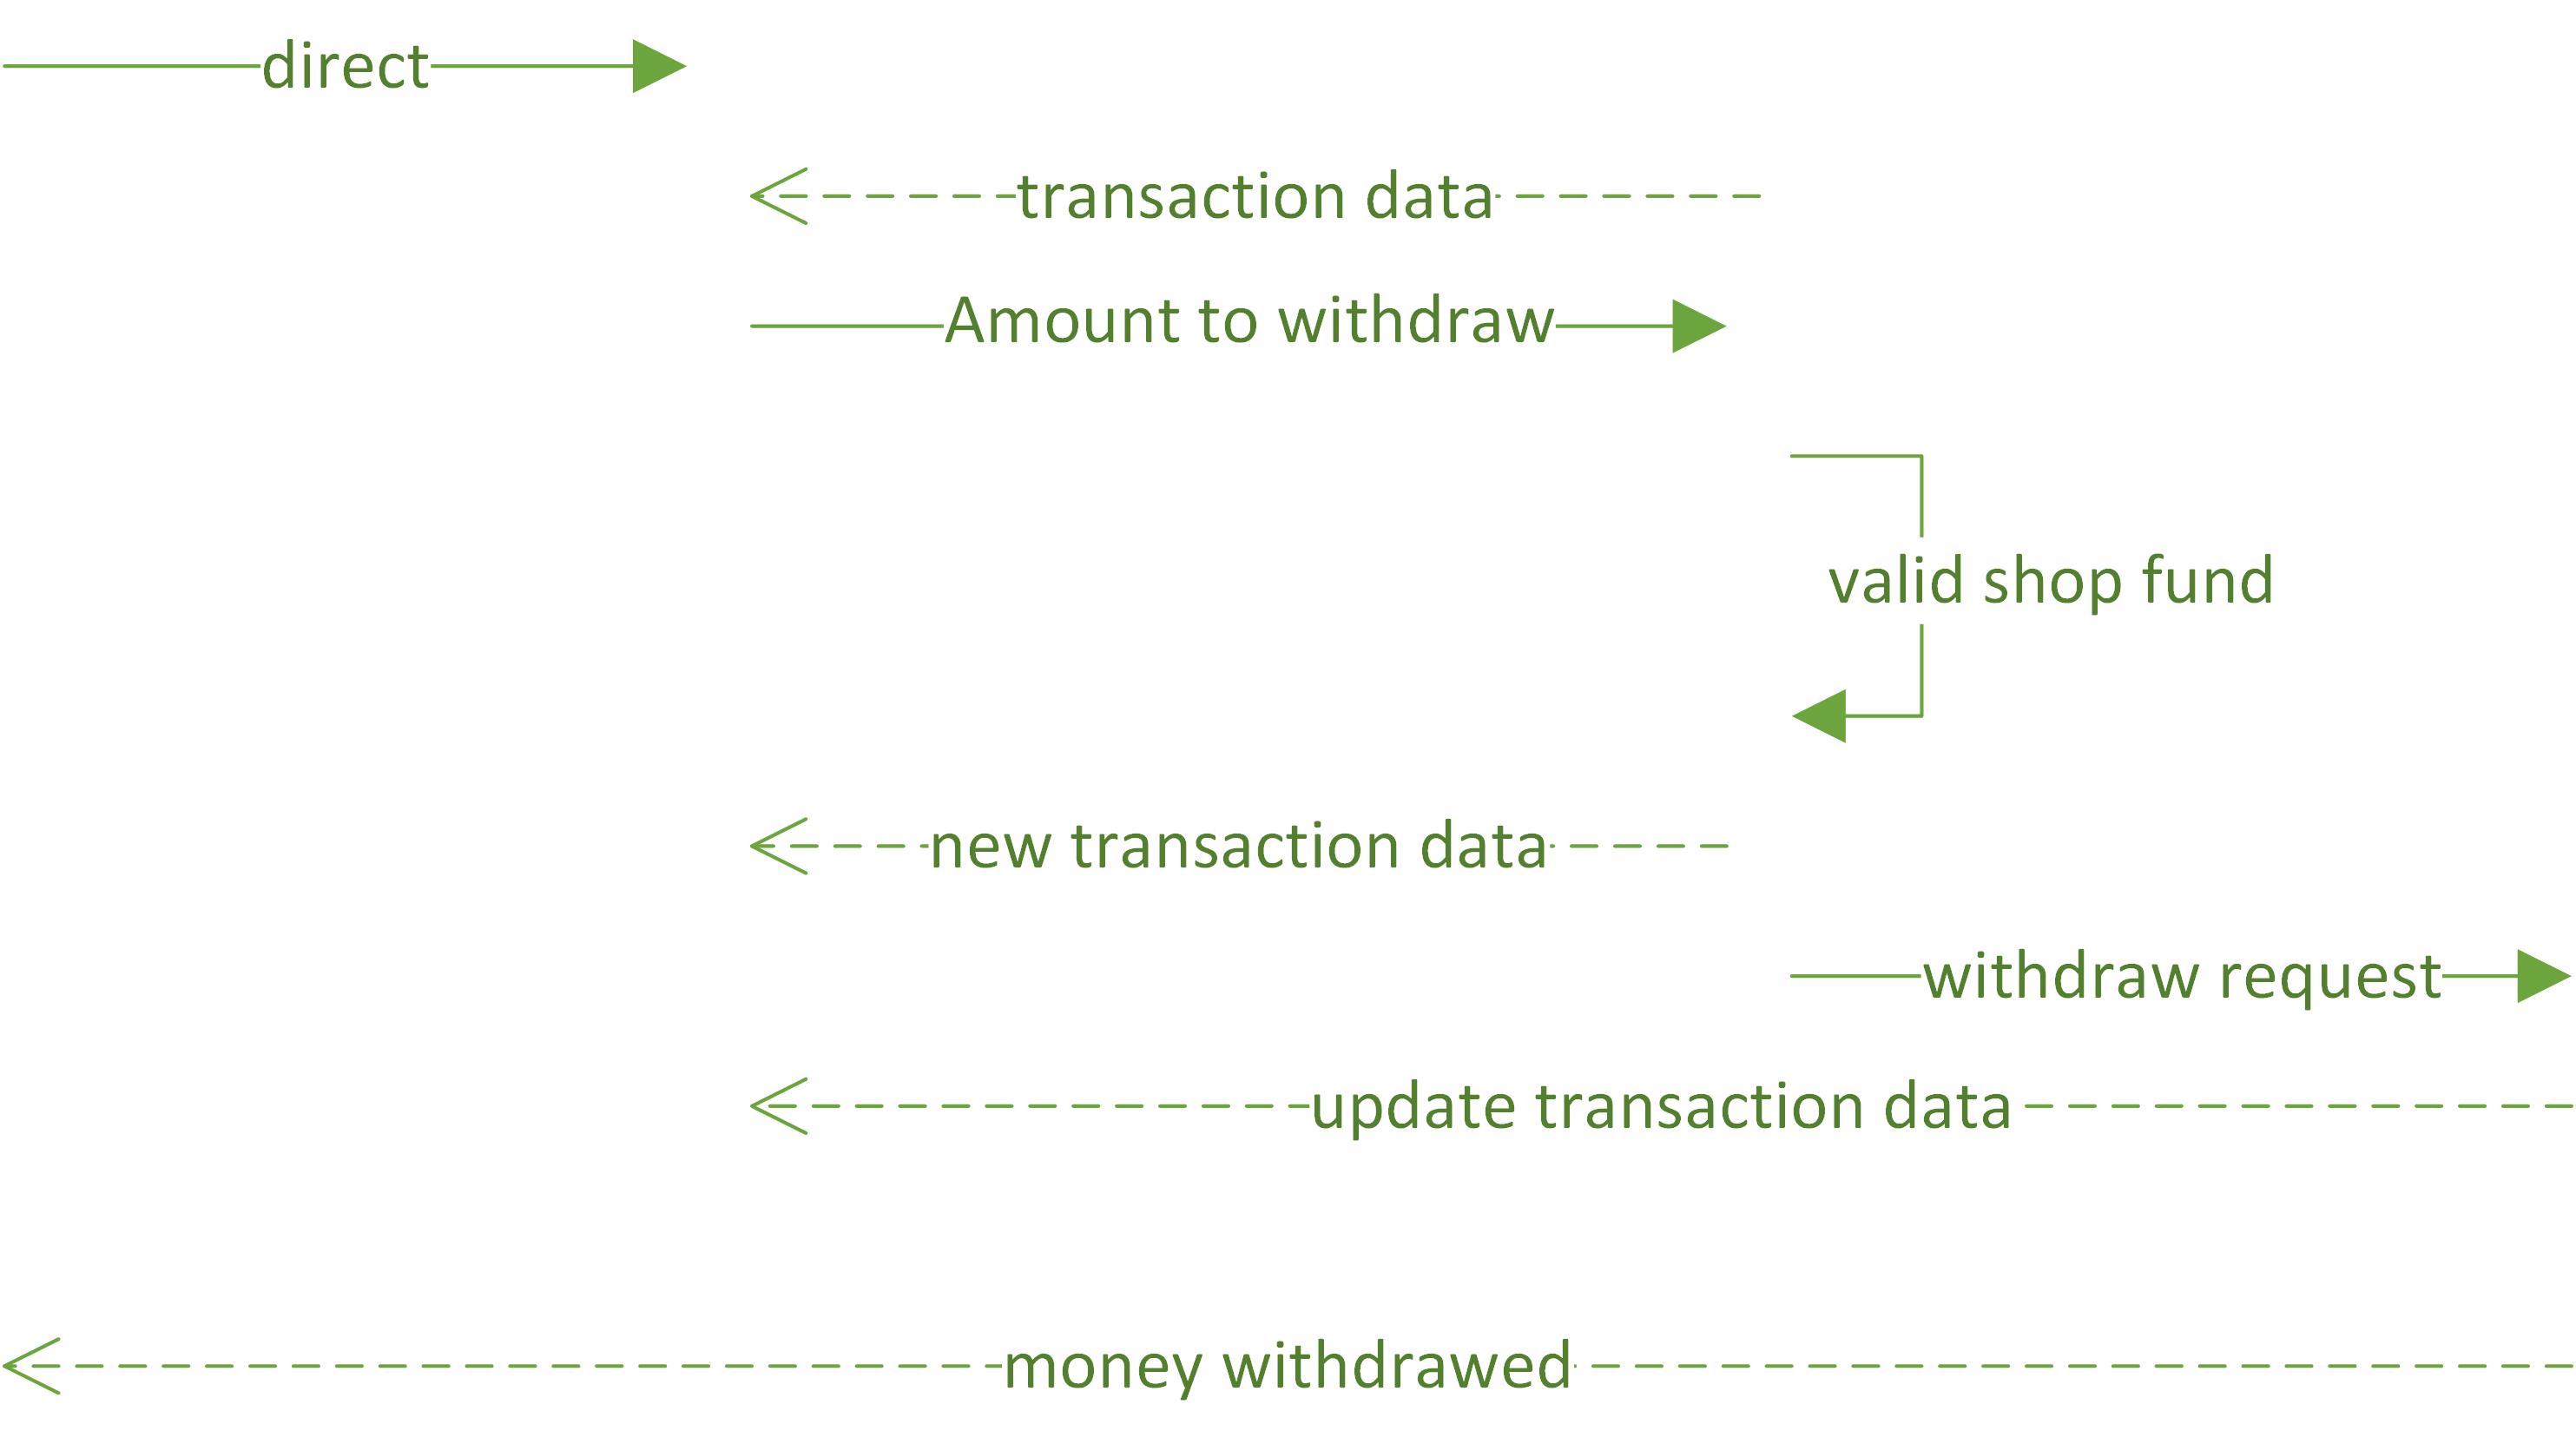 direct
transaction data
Amount to withdraw
valid shop fund
new transaction data
withdraw request
update transaction data
money withdrawed